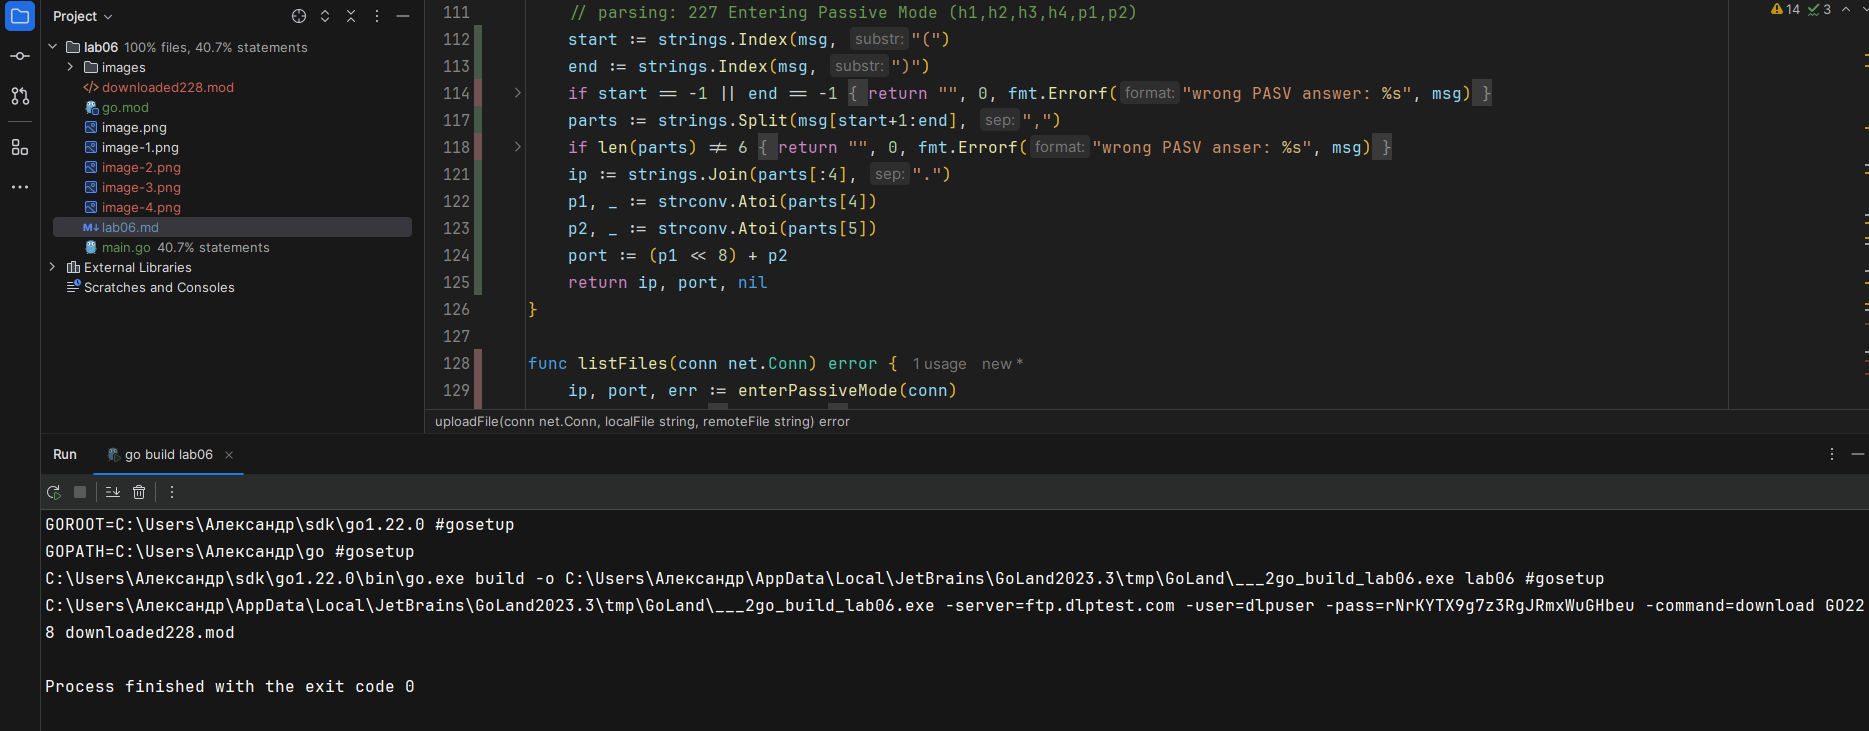 Project
lab06 100% files, 40.7% statements
images
downloaded228.mod
go.mod
image.png
image-1.png
image-2.png
image-3.png
image-4.png
M↓ lab06.md
main.go 40.7% statements
External Libraries
Scratches and Consoles
14 3
111 // parsing: 227 Entering Passive Mode (h1,h2,h3,h4,p1,p2)
112 start := strings.Index(msg, substr: "(")
113 end := strings.Index(msg, substr: ")")
114 if start == -1 || end == -1 { return "", 0, fmt.Errorf( format: "wrong PASV answer: %s", msg) }
117 parts := strings.Split(msg[start+1:end], sep: ",")
118 if len(parts) != 6 { return "", 0, fmt.Errorf( format: "wrong PASV anser: %s", msg) }
121 ip := strings.Join(parts[:4], sep: ".")
122 p1, _ := strconv.Atoi(parts[4])
123 p2, _ := strconv.Atoi(parts[5])
124 port := (p1 << 8) + p2
125 return ip, port, nil
126 }
127
128 func listFiles(conn net.Conn) error { 1 usage new *
129 ip, port, err := enterPassiveMode(conn)
uploadFile(conn net.Conn, localFile string, remoteFile string) error
Run go build lab06 ×
GOROOT=C:\Users\Александр\sdk\go1.22.0 #gosetup
GOPATH=C:\Users\Александр\go #gosetup
C:\Users\Александр\sdk\go1.22.0\bin\go.exe build -o C:\Users\Александр\AppData\Local\JetBrains\GoLand2023.3\tmp\GoLand\___2go_build_lab06.exe lab06 #gosetup
C:\Users\Александр\AppData\Local\JetBrains\GoLand2023.3\tmp\GoLand\___2go_build_lab06.exe -server=ftp.dlptest.com -user=dlpuser -pass=rNrKYTX9g7z3RgJRmxWuGHbeu -command=download GO22
8 downloaded228.mod
Process finished with the exit code 0